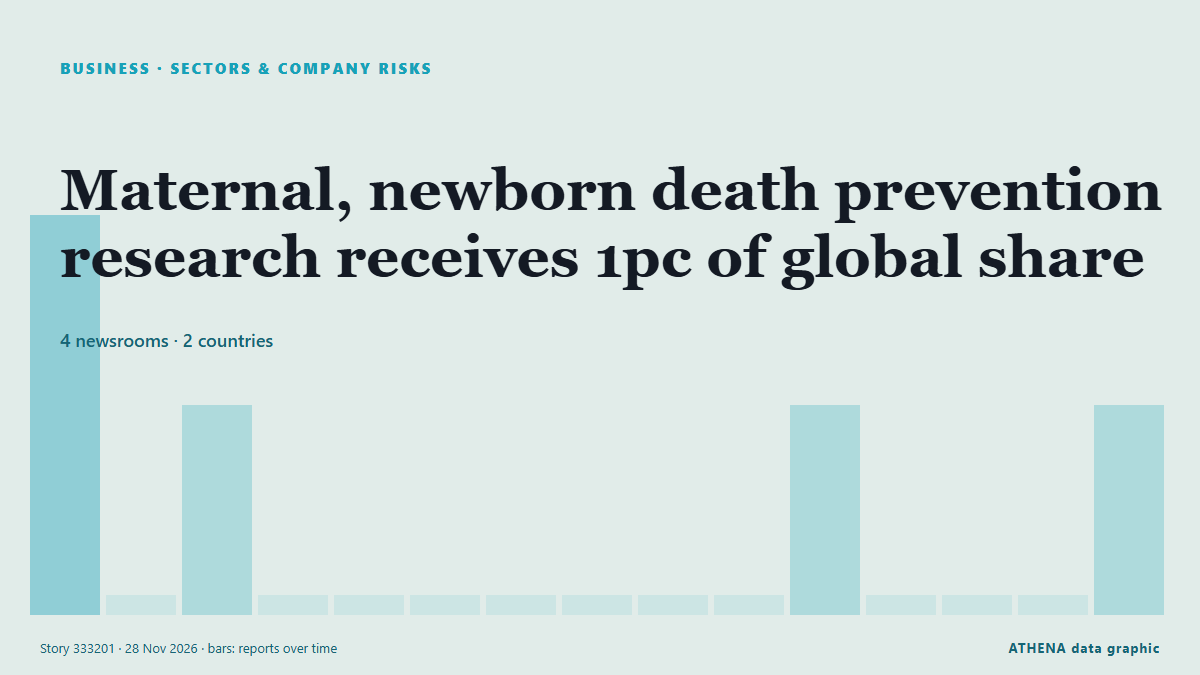 BUSINESS · SECTORS & COMPANY RISKS
Maternal, newborn death prevention
research receives 1pc of global share
4 newsrooms · 2 countries
Story 333201 · 28 Nov 2026 · bars: reports over time
ATHENA data graphic